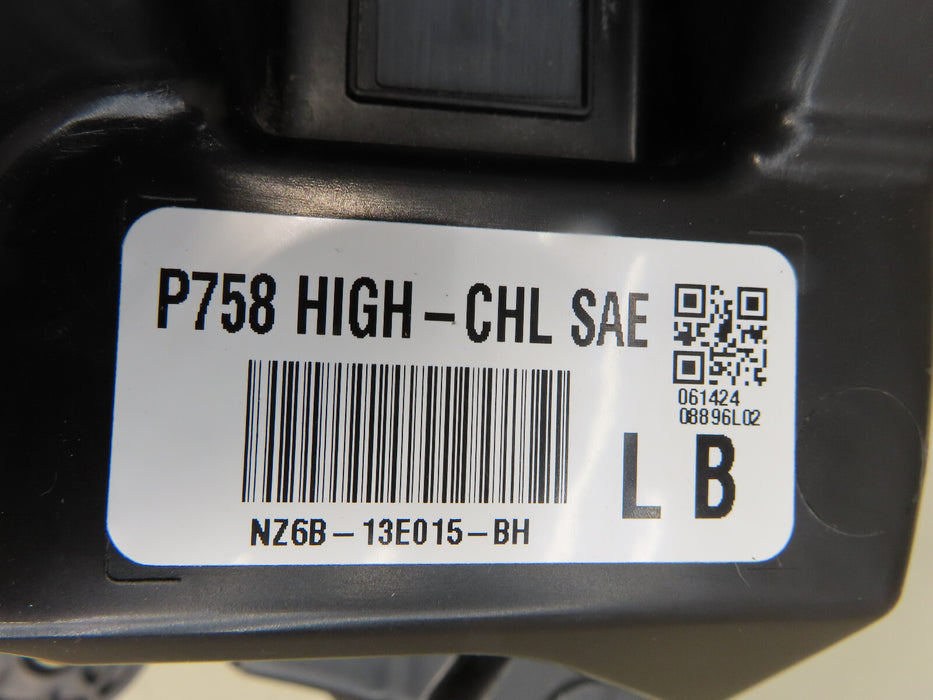 P758 HIGH-CHL SAE
061424
08896L02
L B
NZ6B-13E015-BH